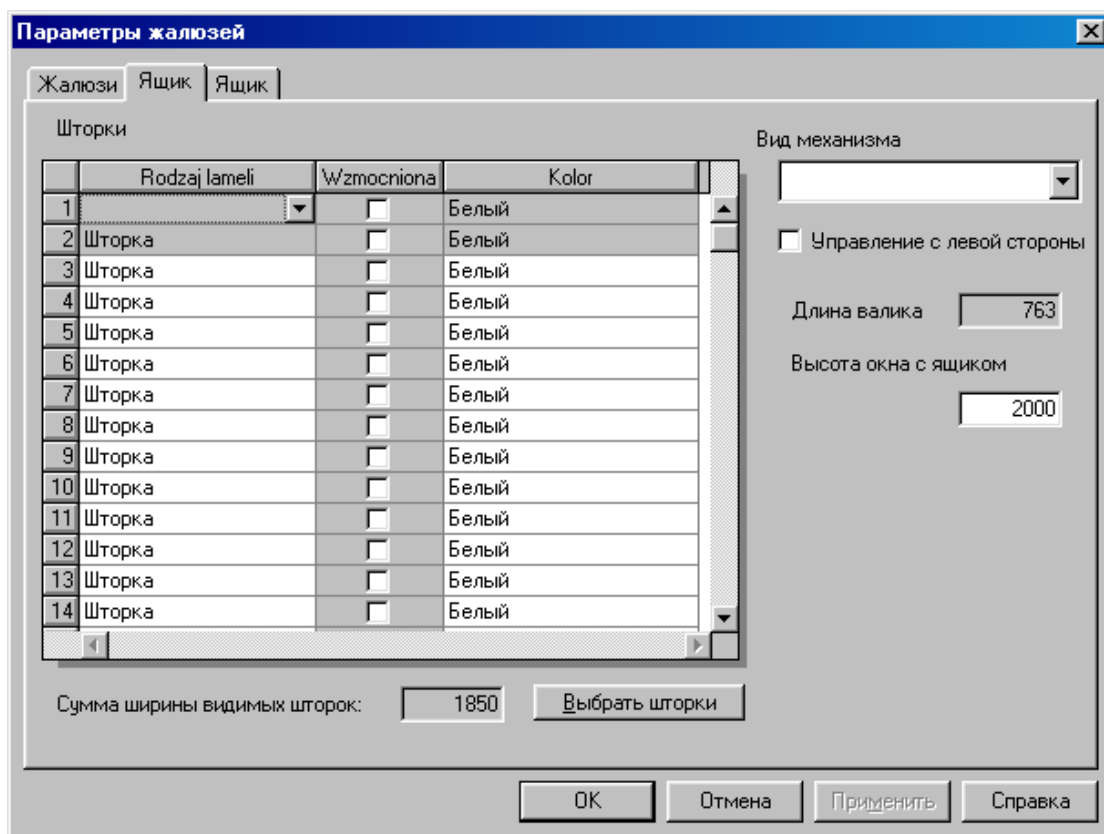 Параметры жалюзей
Жалюзи Ящик Ящик
Шторки
Rodzaj lameli Wzmocniona Kolor
1 Белый
2 Шторка Белый
3 Шторка Белый
4 Шторка Белый
5 Шторка Белый
6 Шторка Белый
7 Шторка Белый
8 Шторка Белый
9 Шторка Белый
10 Шторка Белый
11 Шторка Белый
12 Шторка Белый
13 Шторка Белый
14 Шторка Белый
Сумма ширины видимых шторок: 1850 Выбрать шторки
Вид механизма
Управление с левой стороны
Длина валика 763
Высота окна с ящиком
2000
OK Отмена Применить Справка